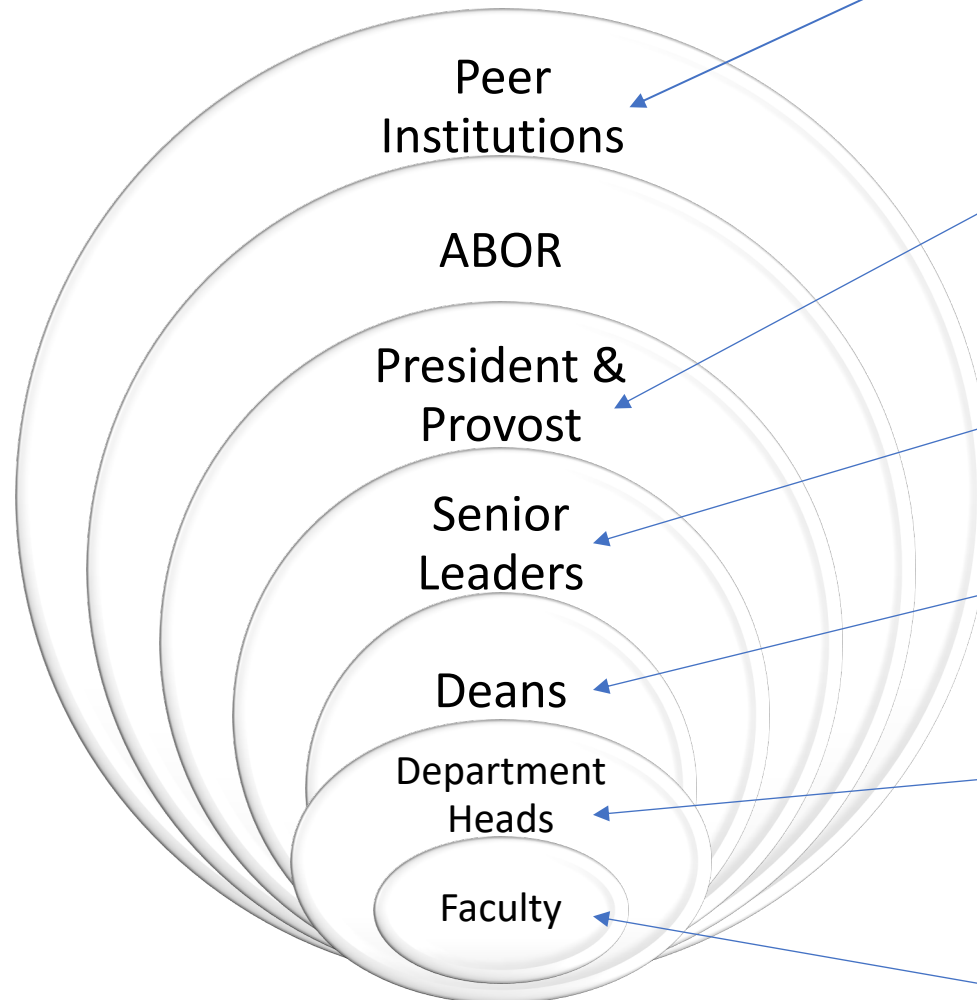 Peer
Institutions
ABOR
President &
Provost
Senior
Leaders
Deans
Department
Heads
Faculty